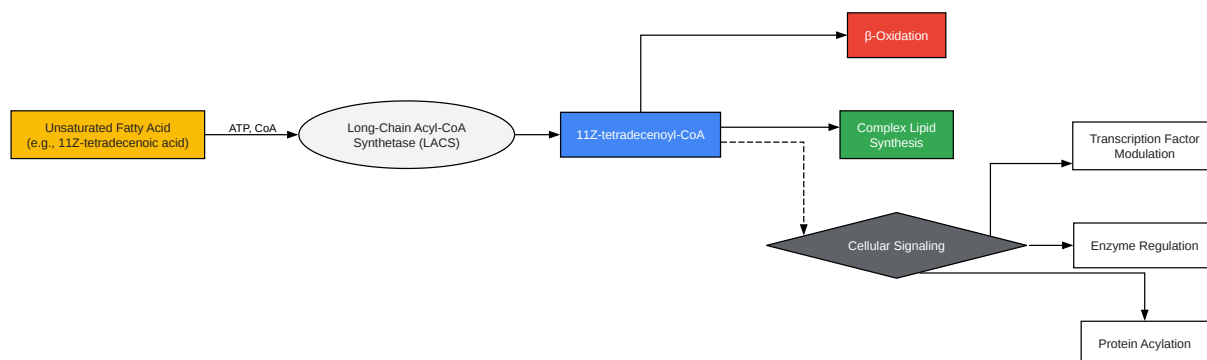 β-Oxidation
Unsaturated Fatty Acid
(e.g., 11Z-tetradecenoic acid)
ATP, CoA
Long-Chain Acyl-CoA
Synthetase (LACS)
11Z-tetradecenoyl-CoA
Complex Lipid
Synthesis
Transcription Factor
Modulation
Cellular Signaling
Enzyme Regulation
Protein Acylation